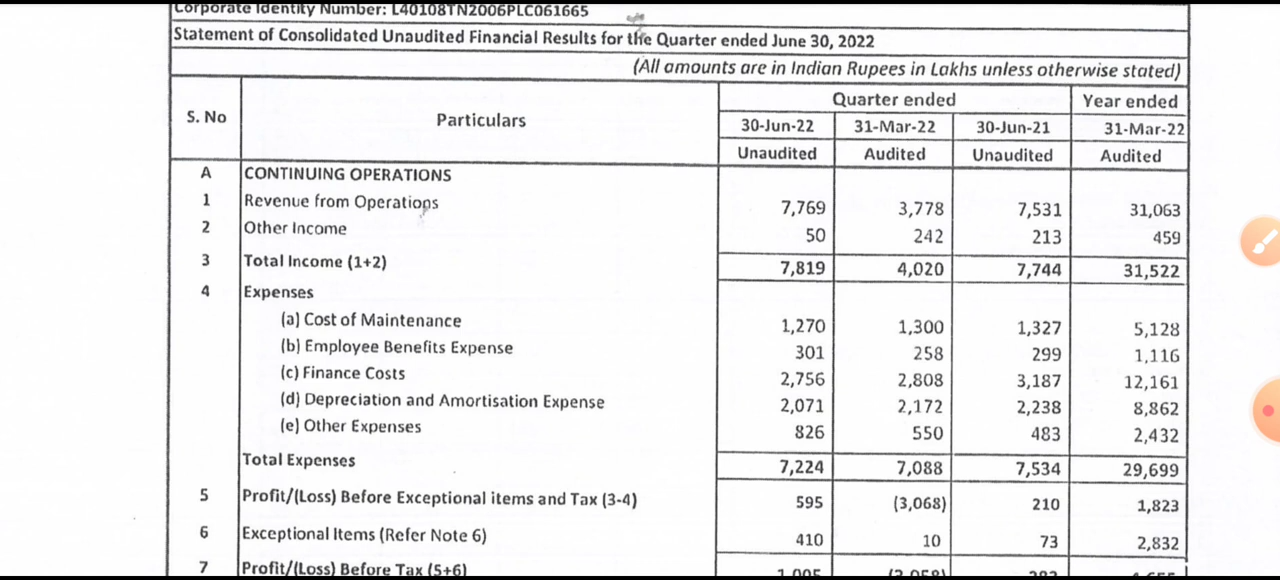 Corporate Identity Number: L40108TN2006PLC061665
Statement of Consolidated Unaudited Financial Results for the Quarter ended June 30, 2022
(All amounts are in Indian Rupees in Lakhs unless otherwise stated)
S. No Particulars Quarter ended Year ended
30-Jun-22 31-Mar-22 30-Jun-21 31-Mar-22
Unaudited Audited Unaudited Audited
A CONTINUING OPERATIONS
1 Revenue from Operations 7,769 3,778 7,531 31,063
2 Other Income 50 242 213 459
3 Total Income (1+2) 7,819 4,020 7,744 31,522
4 Expenses
(a) Cost of Maintenance 1,270 1,300 1,327 5,128
(b) Employee Benefits Expense 301 258 299 1,116
(c) Finance Costs 2,756 2,808 3,187 12,161
(d) Depreciation and Amortisation Expense 2,071 2,172 2,238 8,862
(e) Other Expenses 826 550 483 2,432
Total Expenses 7,224 7,088 7,534 29,699
5 Profit/(Loss) Before Exceptional items and Tax (3-4) 595 (3,068) 210 1,823
6 Exceptional Items (Refer Note 6) 410 10 73 2,832
7 Profit/(Loss) Before Tax (5+6)